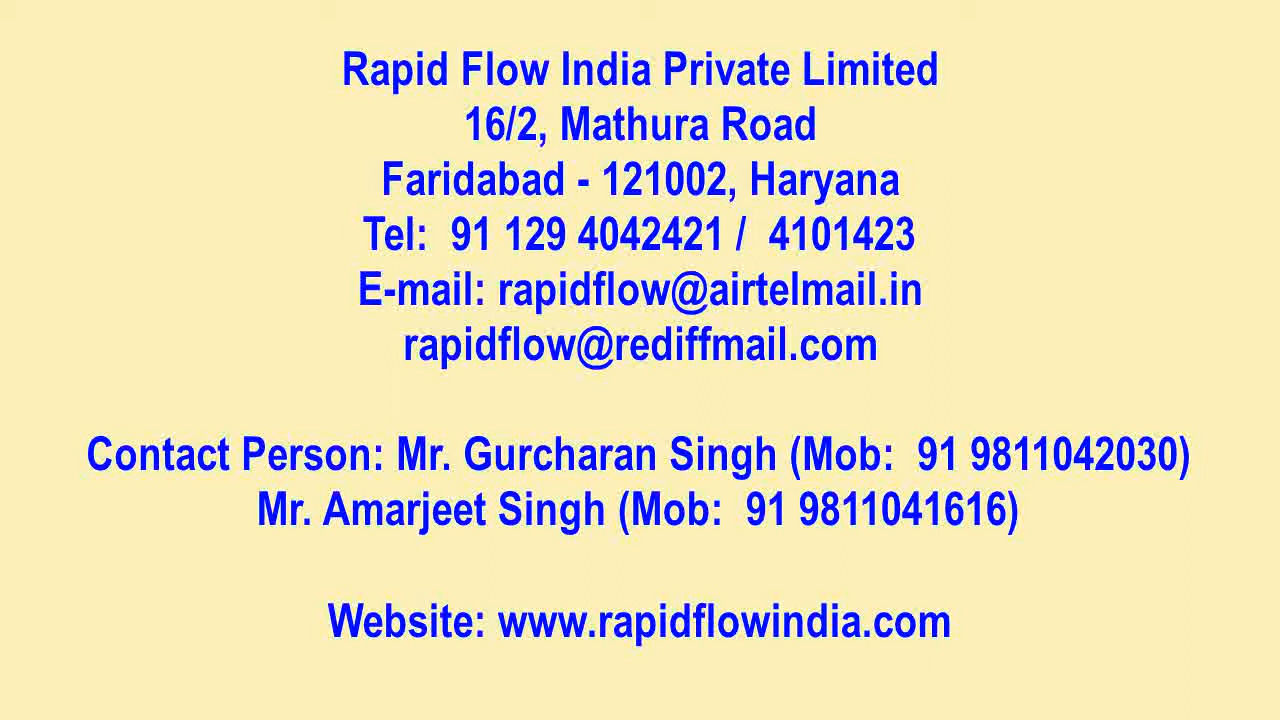 Rapid Flow India Private Limited
16/2, Mathura Road
Faridabad - 121002, Haryana
Tel:  91 129 4042421 /  4101423
E-mail: rapidflow@airtelmail.in
rapidflow@rediffmail.com
Contact Person: Mr. Gurcharan Singh (Mob:  91 9811042030)
Mr. Amarjeet Singh (Mob:  91 9811041616)
Website: www.rapidflowindia.com